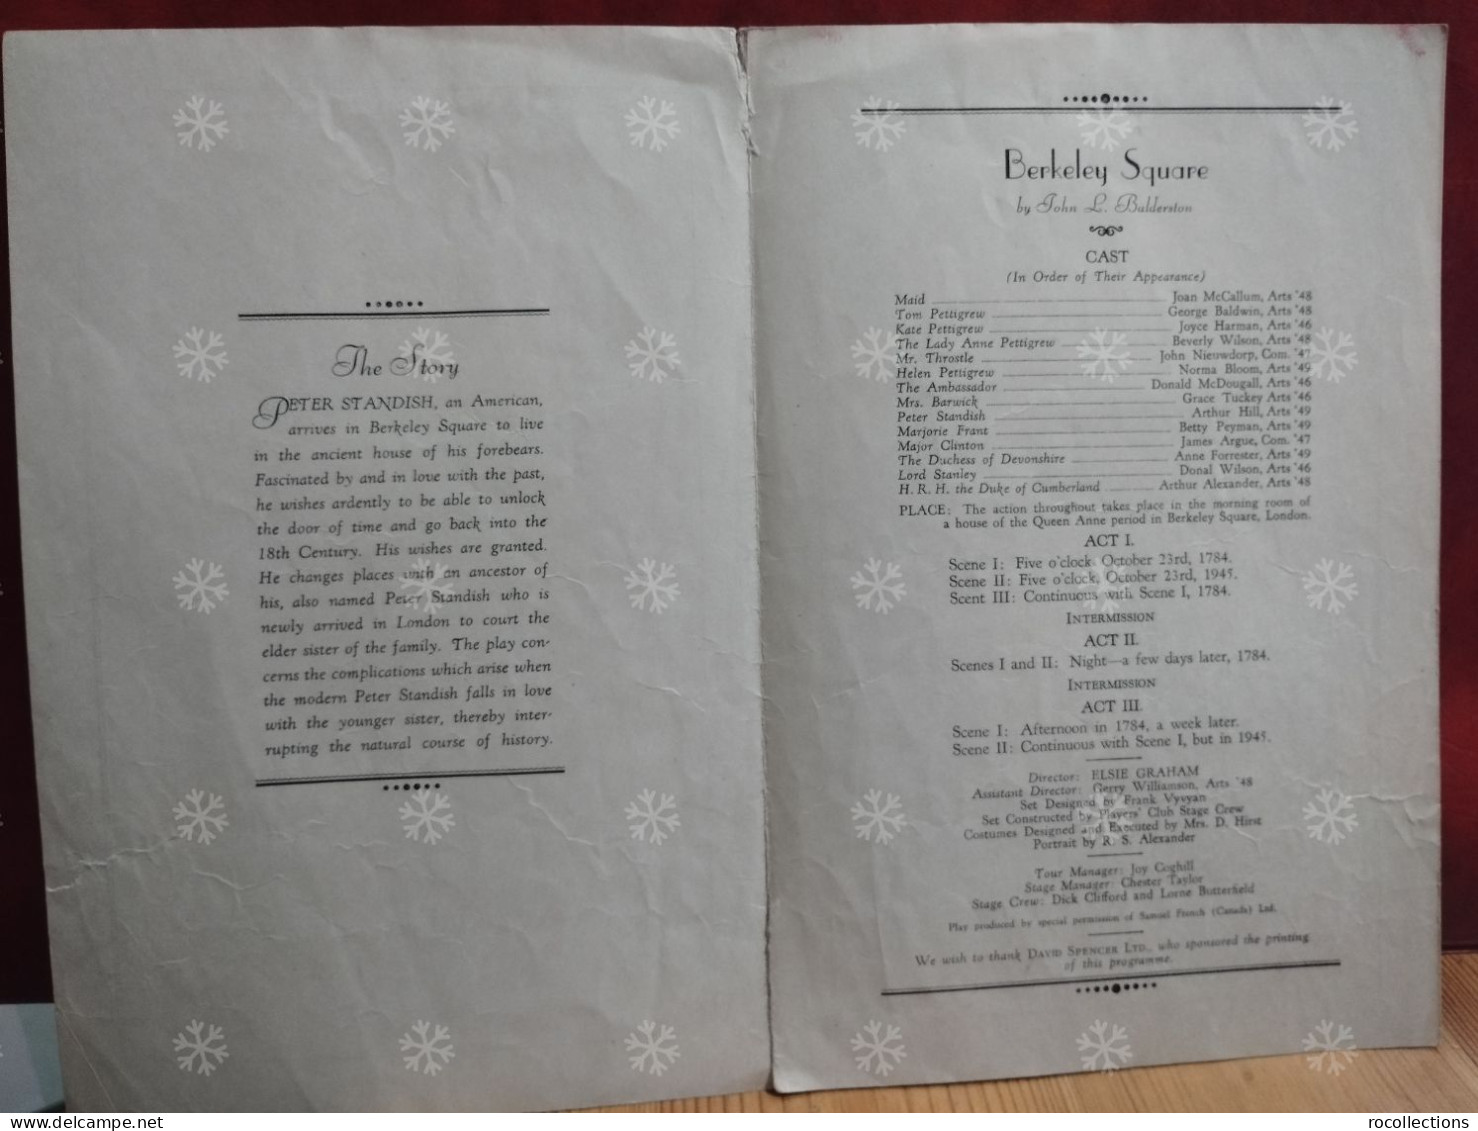 The Story
PETER STANDISH, an American,
arrives in Berkeley Square to live
in the ancient house of his forebears.
Fascinated by and in love with the past,
he wishes ardently to be able to unlock
the door of time and go back into the
18th Century. His wishes are granted.
He changes places with an ancestor of
his, also named Peter Standish who is
newly arrived in London to court the
elder sister of the family. The play con-
cerns the complications which arise when
the modern Peter Standish falls in love
with the younger sister, thereby inter-
rupting the natural course of history.
Berkeley Square
by John L. Balderston
CAST
(In Order of Their Appearance)
Maid Joan McCallum, Arts '48
Tom Pettigrew George Baldwin, Arts '48
Kate Pettigrew Joyce Harman, Arts '46
The Lady Anne Pettigrew Beverly Wilson, Arts '48
Mr. Throstle John Nieuwdorp, Com. '47
Helen Pettigrew Norma Bloom, Arts '49
The Ambassador Donald McDougall, Arts '46
Mrs. Barwick Grace Tuckey Arts '46
Peter Standish Arthur Hill, Arts '49
Marjorie Frant Betty Peyman, Arts '49
Major Clinton James Argue, Com. '47
The Duchess of Devonshire Anne Forrester, Arts '49
Lord Stanley Donal Wilson, Arts '46
H. R. H. the Duke of Cumberland Arthur Alexander, Arts '48
PLACE: The action throughout takes place in the morning room of
a house of the Queen Anne period in Berkeley Square, London.
ACT I.
Scene I: Five o'clock, October 23rd, 1784.
Scene II: Five o'clock, October 23rd, 1945.
Scent III: Continuous with Scene I, 1784.
INTERMISSION
ACT II.
Scenes I and II: Night—a few days later, 1784.
INTERMISSION
ACT III.
Scene I: Afternoon in 1784, a week later.
Scene II: Continuous with Scene I, but in 1945.
Director: ELSIE GRAHAM
Assistant Director: Gerry Williamson, Arts '48
Set Designed by Frank Vyvyan
Set Constructed by Players' Club Stage Crew
Costumes Designed and Executed by Mrs. D. Hirst
Portrait by R. S. Alexander
Tour Manager: Joy Coghill
Stage Manager: Chester Taylor
Stage Crew: Dick Clifford and Lorne Butterfield
Play produced by special permission of Samuel French (Canada) Ltd.
We wish to thank DAVID SPENCER LTD., who sponsored the printing
of this programme.
rocollections